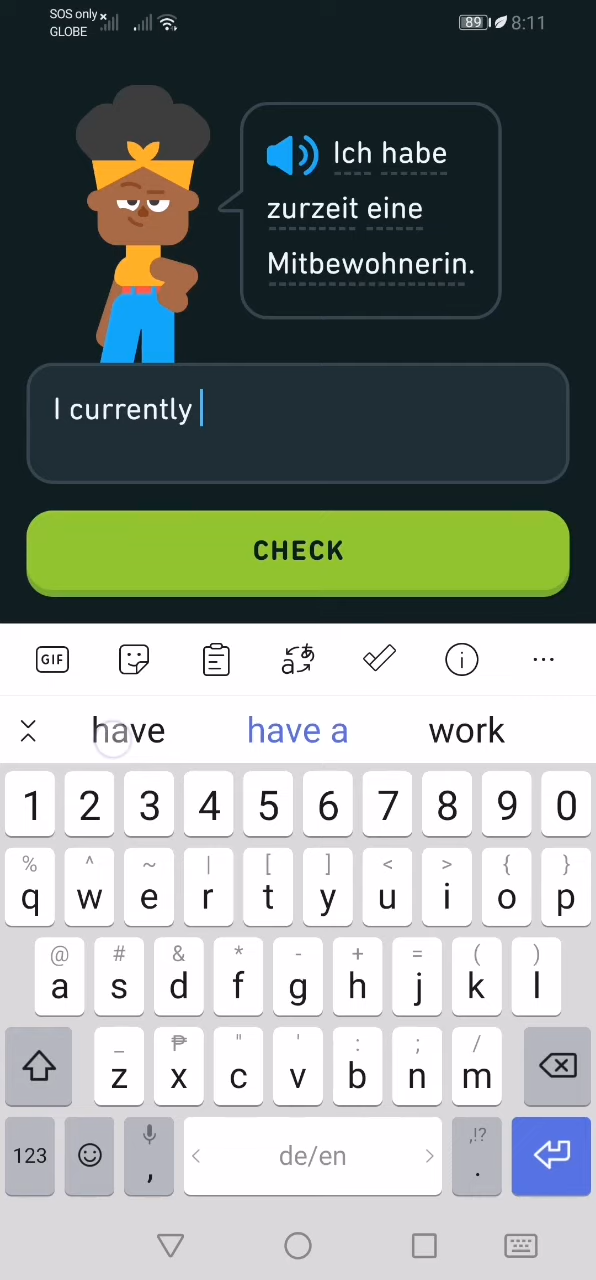 SOS only
GLOBE
89 8:11
Ich habe
zurzeit eine
Mitbewohnerin.
I currently
CHECK
GIF
have have a work
1 2 3 4 5 6 7 8 9 0
% ^ ~ | [ ] < > { }
q w e r t y u i o p
@ # & * - + = ( )
a s d f g h j k l
_ ₱ " ' : ; /
z x c v b n m
,!?
123 , de/en .